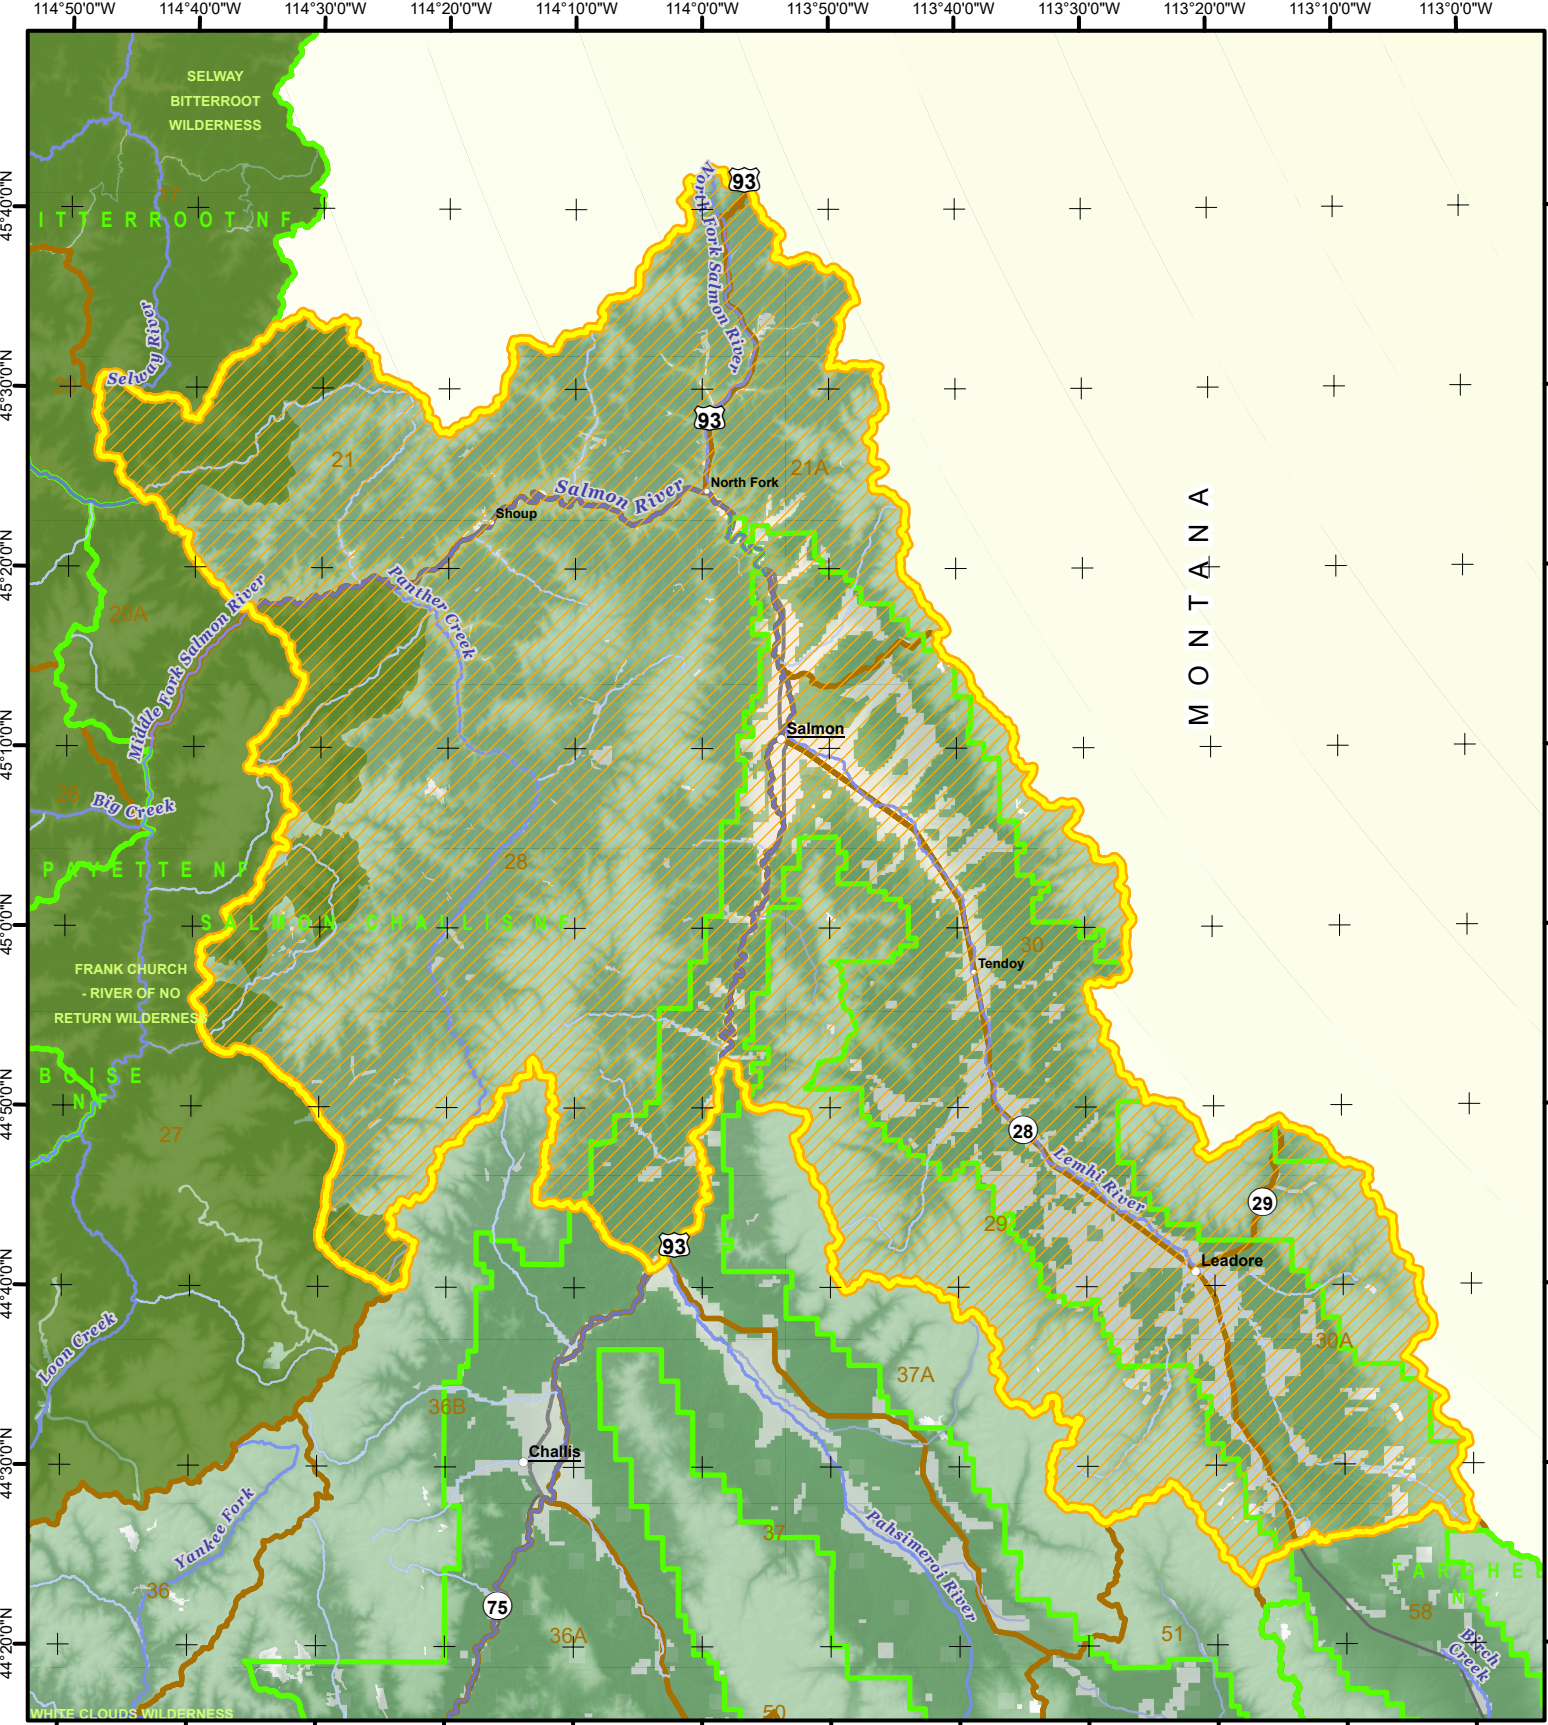 114°50'0"W 114°40'0"W 114°30'0"W 114°20'0"W 114°10'0"W 114°0'0"W 113°50'0"W 113°40'0"W 113°30'0"W 113°20'0"W 113°10'0"W 113°0'0"W
SELWAY
BITTERROOT
WILDERNESS
93
45°40'0"N
ITTERROOT NF
North Fork Salmon River
Selway River
45°30'0"N
93
21
21A
North Fork
Salmon River
Shoup
MONTANA
45°20'0"N
Panther Creek
20A
Middle Fork Salmon River
Salmon
45°10'0"N
26
Big Creek
28
PAYETTE NF
SALMON-CHALLIS NF
45°0'0"N
30
Tendoy
FRANK CHURCH
- RIVER OF NO
RETURN WILDERNESS
BOISE
NF
44°50'0"N
27
28
Lemhi River
29
29
93
Leadore
44°40'0"N
Loon Creek
30A
37A
36B
Challis
44°30'0"N
Yankee Fork
37
Pahsimeroi River
TARGHEE
NF
36
75
58
36A
51
Birch
Creek
44°20'0"N
WHITE CLOUDS WILDERNESS
50